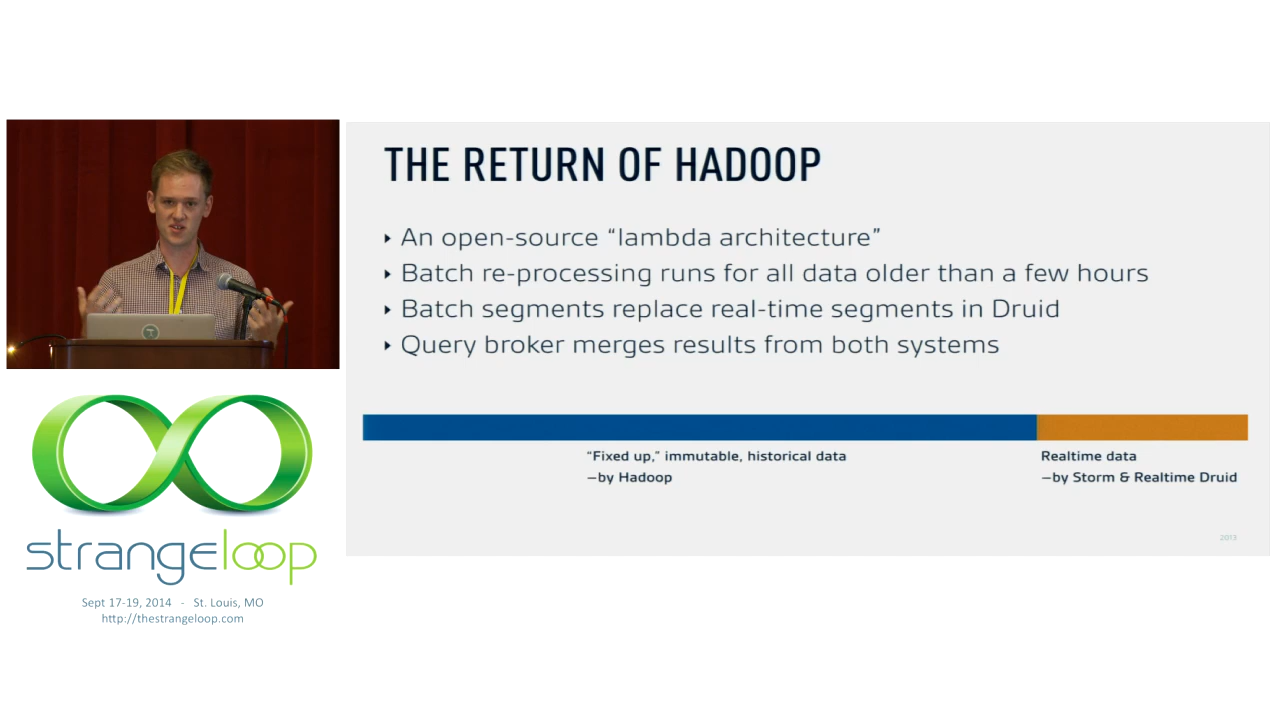 THE RETURN OF HADOOP
An open-source “lambda architecture”
Batch re-processing runs for all data older than a few hours
Batch segments replace real-time segments in Druid
Query broker merges results from both systems
“Fixed up,” immutable, historical data
—by Hadoop
Realtime data
—by Storm & Realtime Druid
2013
strangeloop
Sept 17-19, 2014 - St. Louis, MO
http://thestrangeloop.com